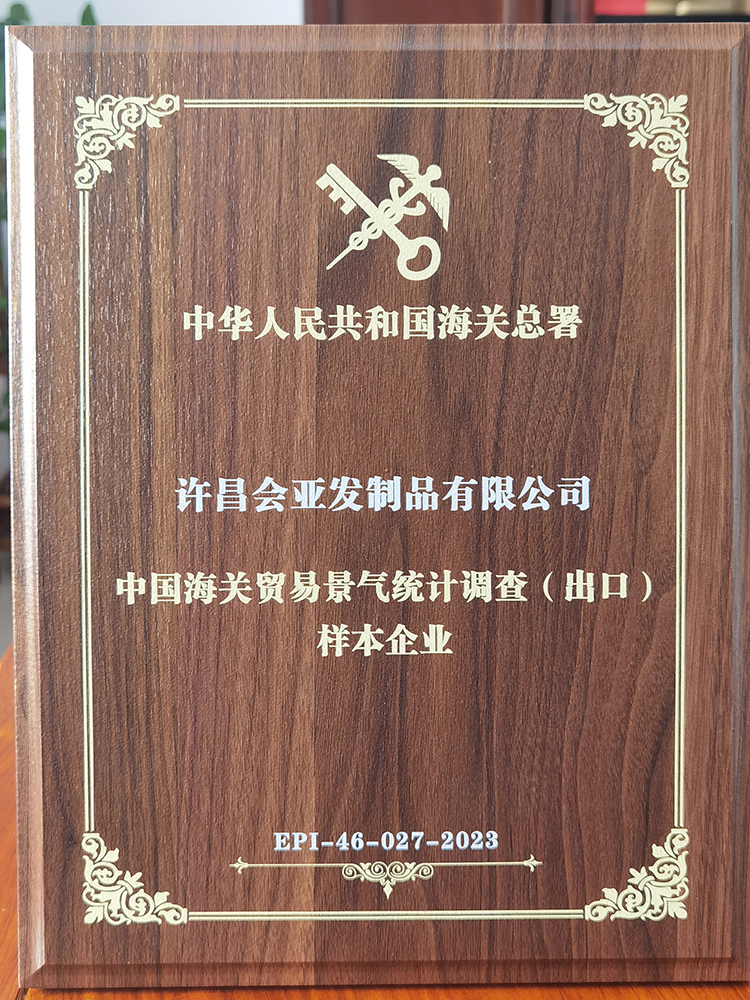 中华人民共和国海关总署
许昌会亚发制品有限公司
中国海关贸易景气统计调查（出口）
样本企业
EPI-46-027-2023